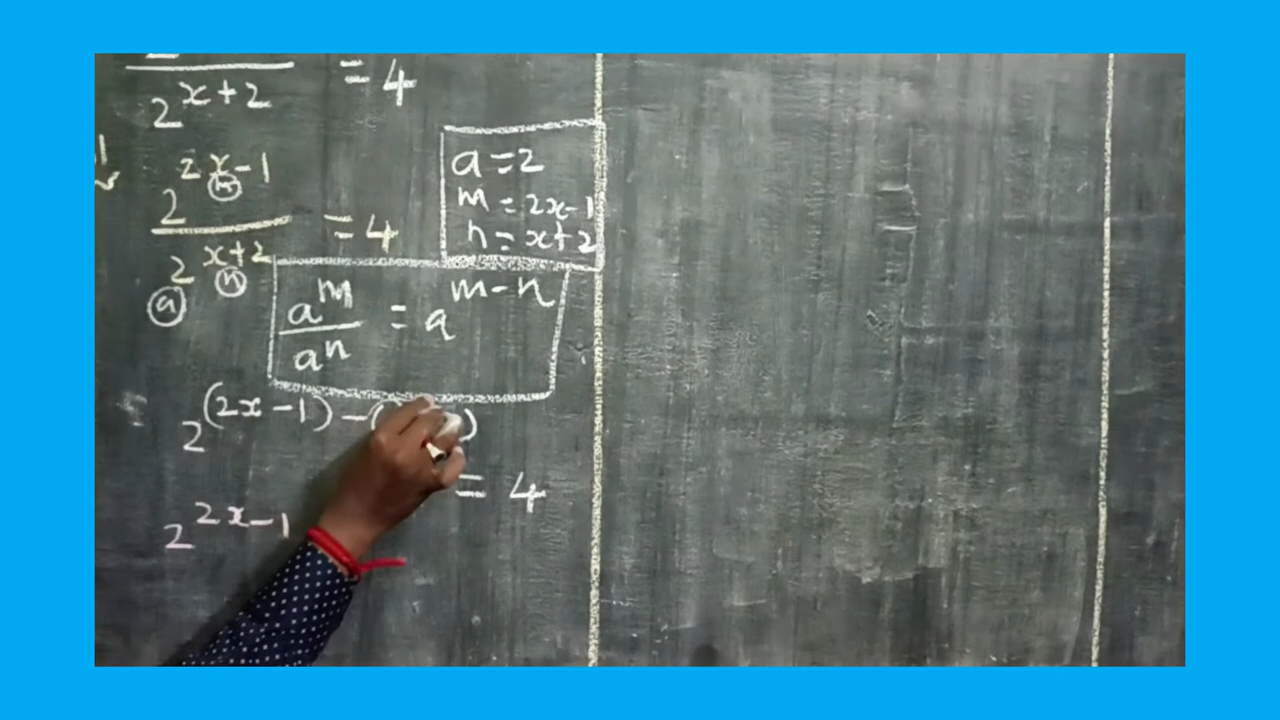 2^(x+2) = 4
2^(2x-1)
m
2^(x+2) = 4
a n
a = 2
m = 2x-1
n = x+2
a^m / a^n = a^(m-n)
2^((2x-1)-( )
= 4
2^(2x-1)